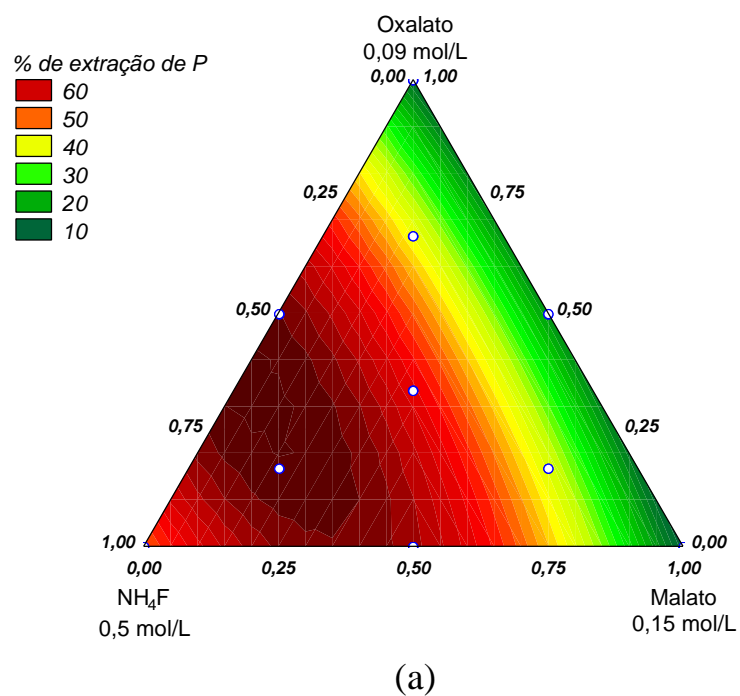 Oxalato
0,09 mol/L
% de extração de P
0,00 1,00
60
50
40
30
20
10
0,25 0,75
0,50 0,50
0,75 0,25
1,00 0,00
0,00 0,25 0,50 0,75 1,00
NH₄F Malato
0,5 mol/L 0,15 mol/L
(a)